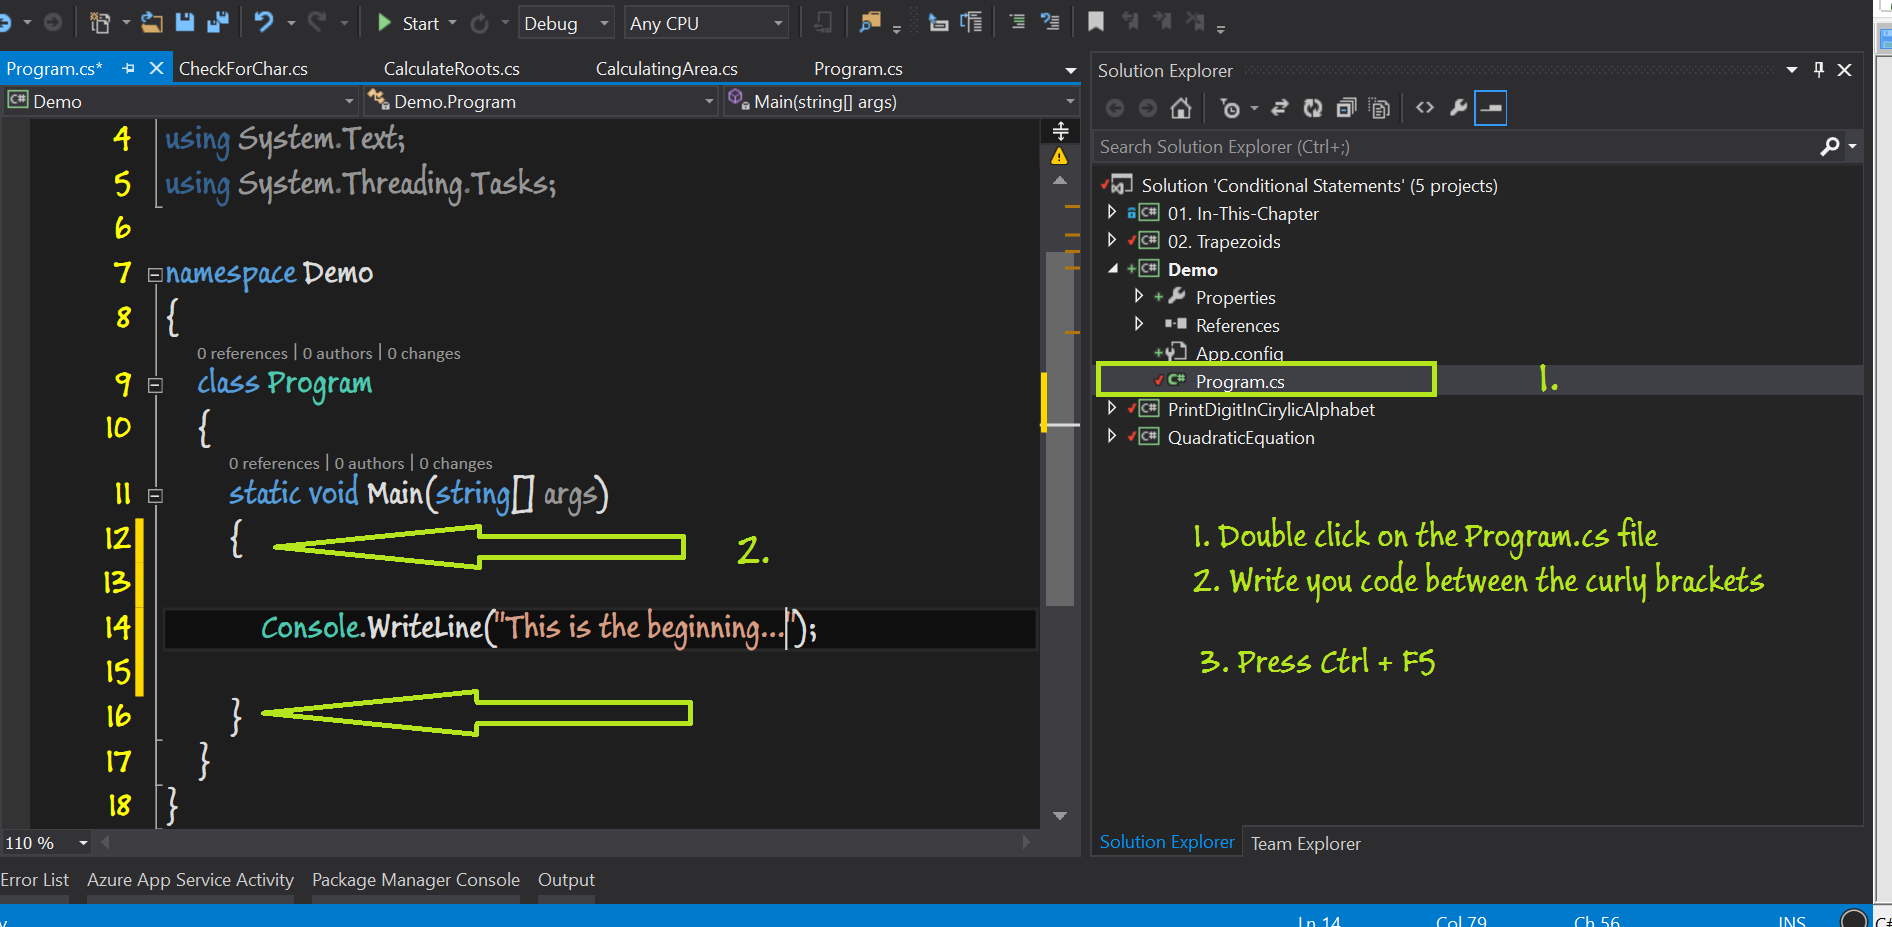 Start Debug Any CPU
Program.cs* CheckForChar.cs CalculateRoots.cs CalculatingArea.cs Program.cs
Demo Demo.Program Main(string[] args)
4 using System.Text;
5 using System.Threading.Tasks;
6
7 namespace Demo
8 {
0 references | 0 authors | 0 changes
9 class Program
10 {
0 references | 0 authors | 0 changes
11 static void Main(string[] args)
12 { 2.
13
14 Console.WriteLine("This is the beginning...");
15
16 }
17 }
18 }
110 %
Solution Explorer
Search Solution Explorer (Ctrl+;)
Solution 'Conditional Statements' (5 projects)
C# 01. In-This-Chapter
C# 02. Trapezoids
C# Demo
Properties
References
App.config
C# Program.cs 1.
C# PrintDigitInCirylicAlphabet
C# QuadraticEquation
1. Double click on the Program.cs file
2. Write you code between the curly brackets
3. Press Ctrl + F5
Solution Explorer Team Explorer
Error List Azure App Service Activity Package Manager Console Output
Ln 14 Col 79 Ch 56 INS